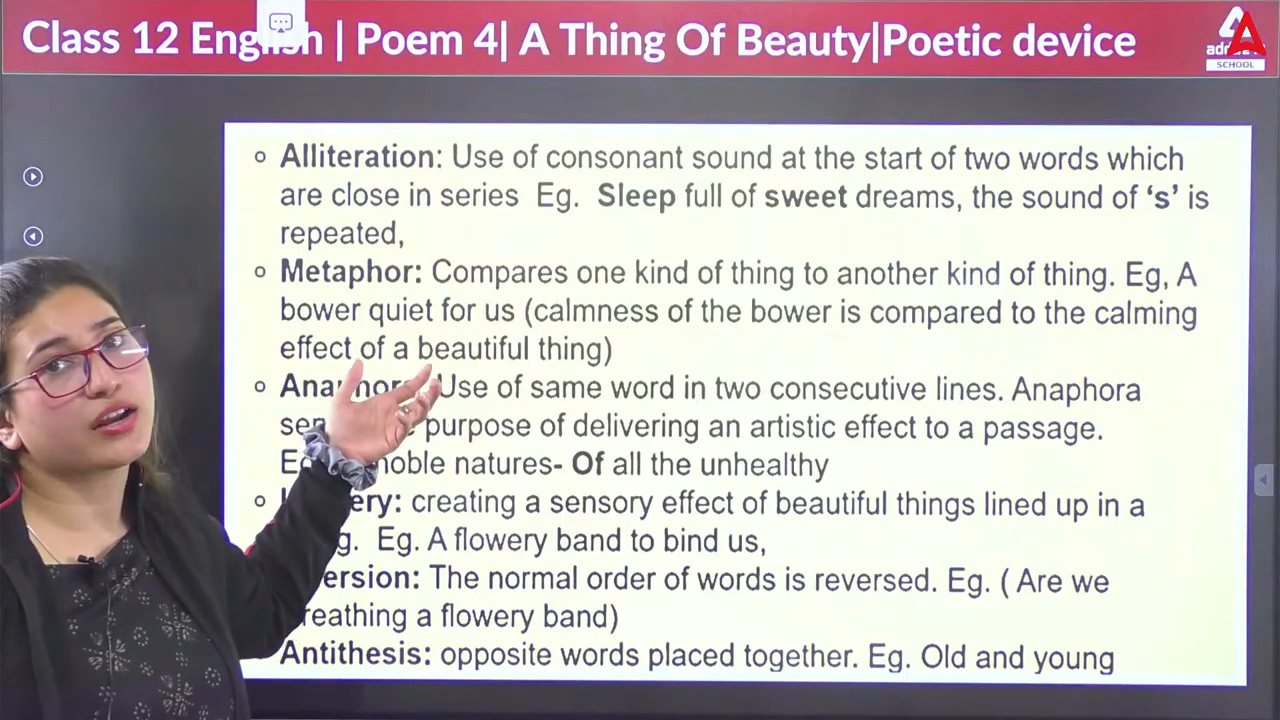 Class 12 English | Poem 4| A Thing Of Beauty|Poetic device
SCHOOL
Alliteration: Use of consonant sound at the start of two words which
are close in series Eg. Sleep full of sweet dreams, the sound of ‘s’ is
repeated,
Metaphor: Compares one kind of thing to another kind of thing. Eg, A
bower quiet for us (calmness of the bower is compared to the calming
effect of a beautiful thing)
Use of same word in two consecutive lines. Anaphora
purpose of delivering an artistic effect to a passage.
noble natures- Of all the unhealthy
creating a sensory effect of beautiful things lined up in a
Eg. A flowery band to bind us,
The normal order of words is reversed. Eg. ( Are we
a flowery band)
Antithesis: opposite words placed together. Eg. Old and young